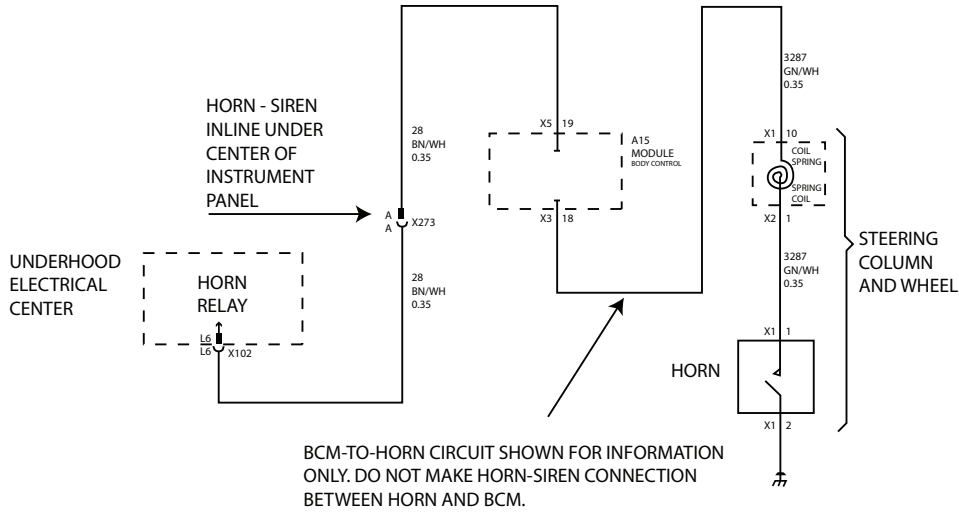 HORN - SIREN
INLINE UNDER
CENTER OF
INSTRUMENT
PANEL
28
BN/WH
0.35
X5 19
A15
MODULE
BODY CONTROL
X3 18
3287
GN/WH
0.35
X1 10
COIL
SPRING
SPRING
COIL
X2 1
A
A X273
UNDERHOOD
ELECTRICAL
CENTER
HORN
RELAY
L6
L6 X102
28
BN/WH
0.35
3287
GN/WH
0.35
STEERING
COLUMN
AND WHEEL
X1 1
HORN
X1 2
BCM-TO-HORN CIRCUIT SHOWN FOR INFORMATION
ONLY. DO NOT MAKE HORN-SIREN CONNECTION
BETWEEN HORN AND BCM.